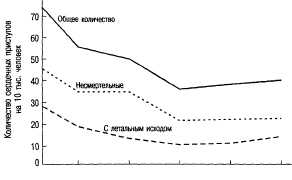 Количество сердечных приступов
на 10 тыс. человек
70
60
50
40
30
20
10
0
Общее количество
Несмертельные
С летальным исходом